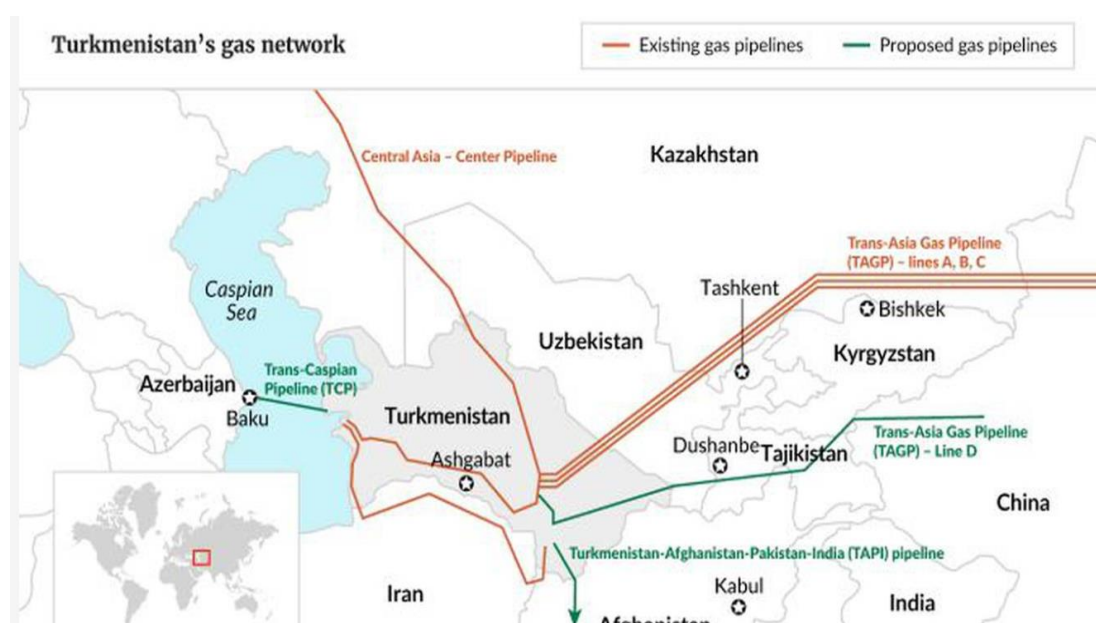 Turkmenistan's gas network
Existing gas pipelines
Proposed gas pipelines
Central Asia – Center Pipeline
Kazakhstan
Trans-Asia Gas Pipeline
(TAGP) – lines A, B, C
Caspian
Sea
Tashkent
Bishkek
Uzbekistan
Kyrgyzstan
Azerbaijan
Trans-Caspian
Pipeline (TCP)
Baku
Turkmenistan
Trans-Asia Gas Pipeline
(TAGP) – Line D
Ashgabat
Dushanbe
Tajikistan
China
Turkmenistan-Afghanistan-Pakistan-India (TAPI) pipeline
Iran
Kabul
India
Afghanistan